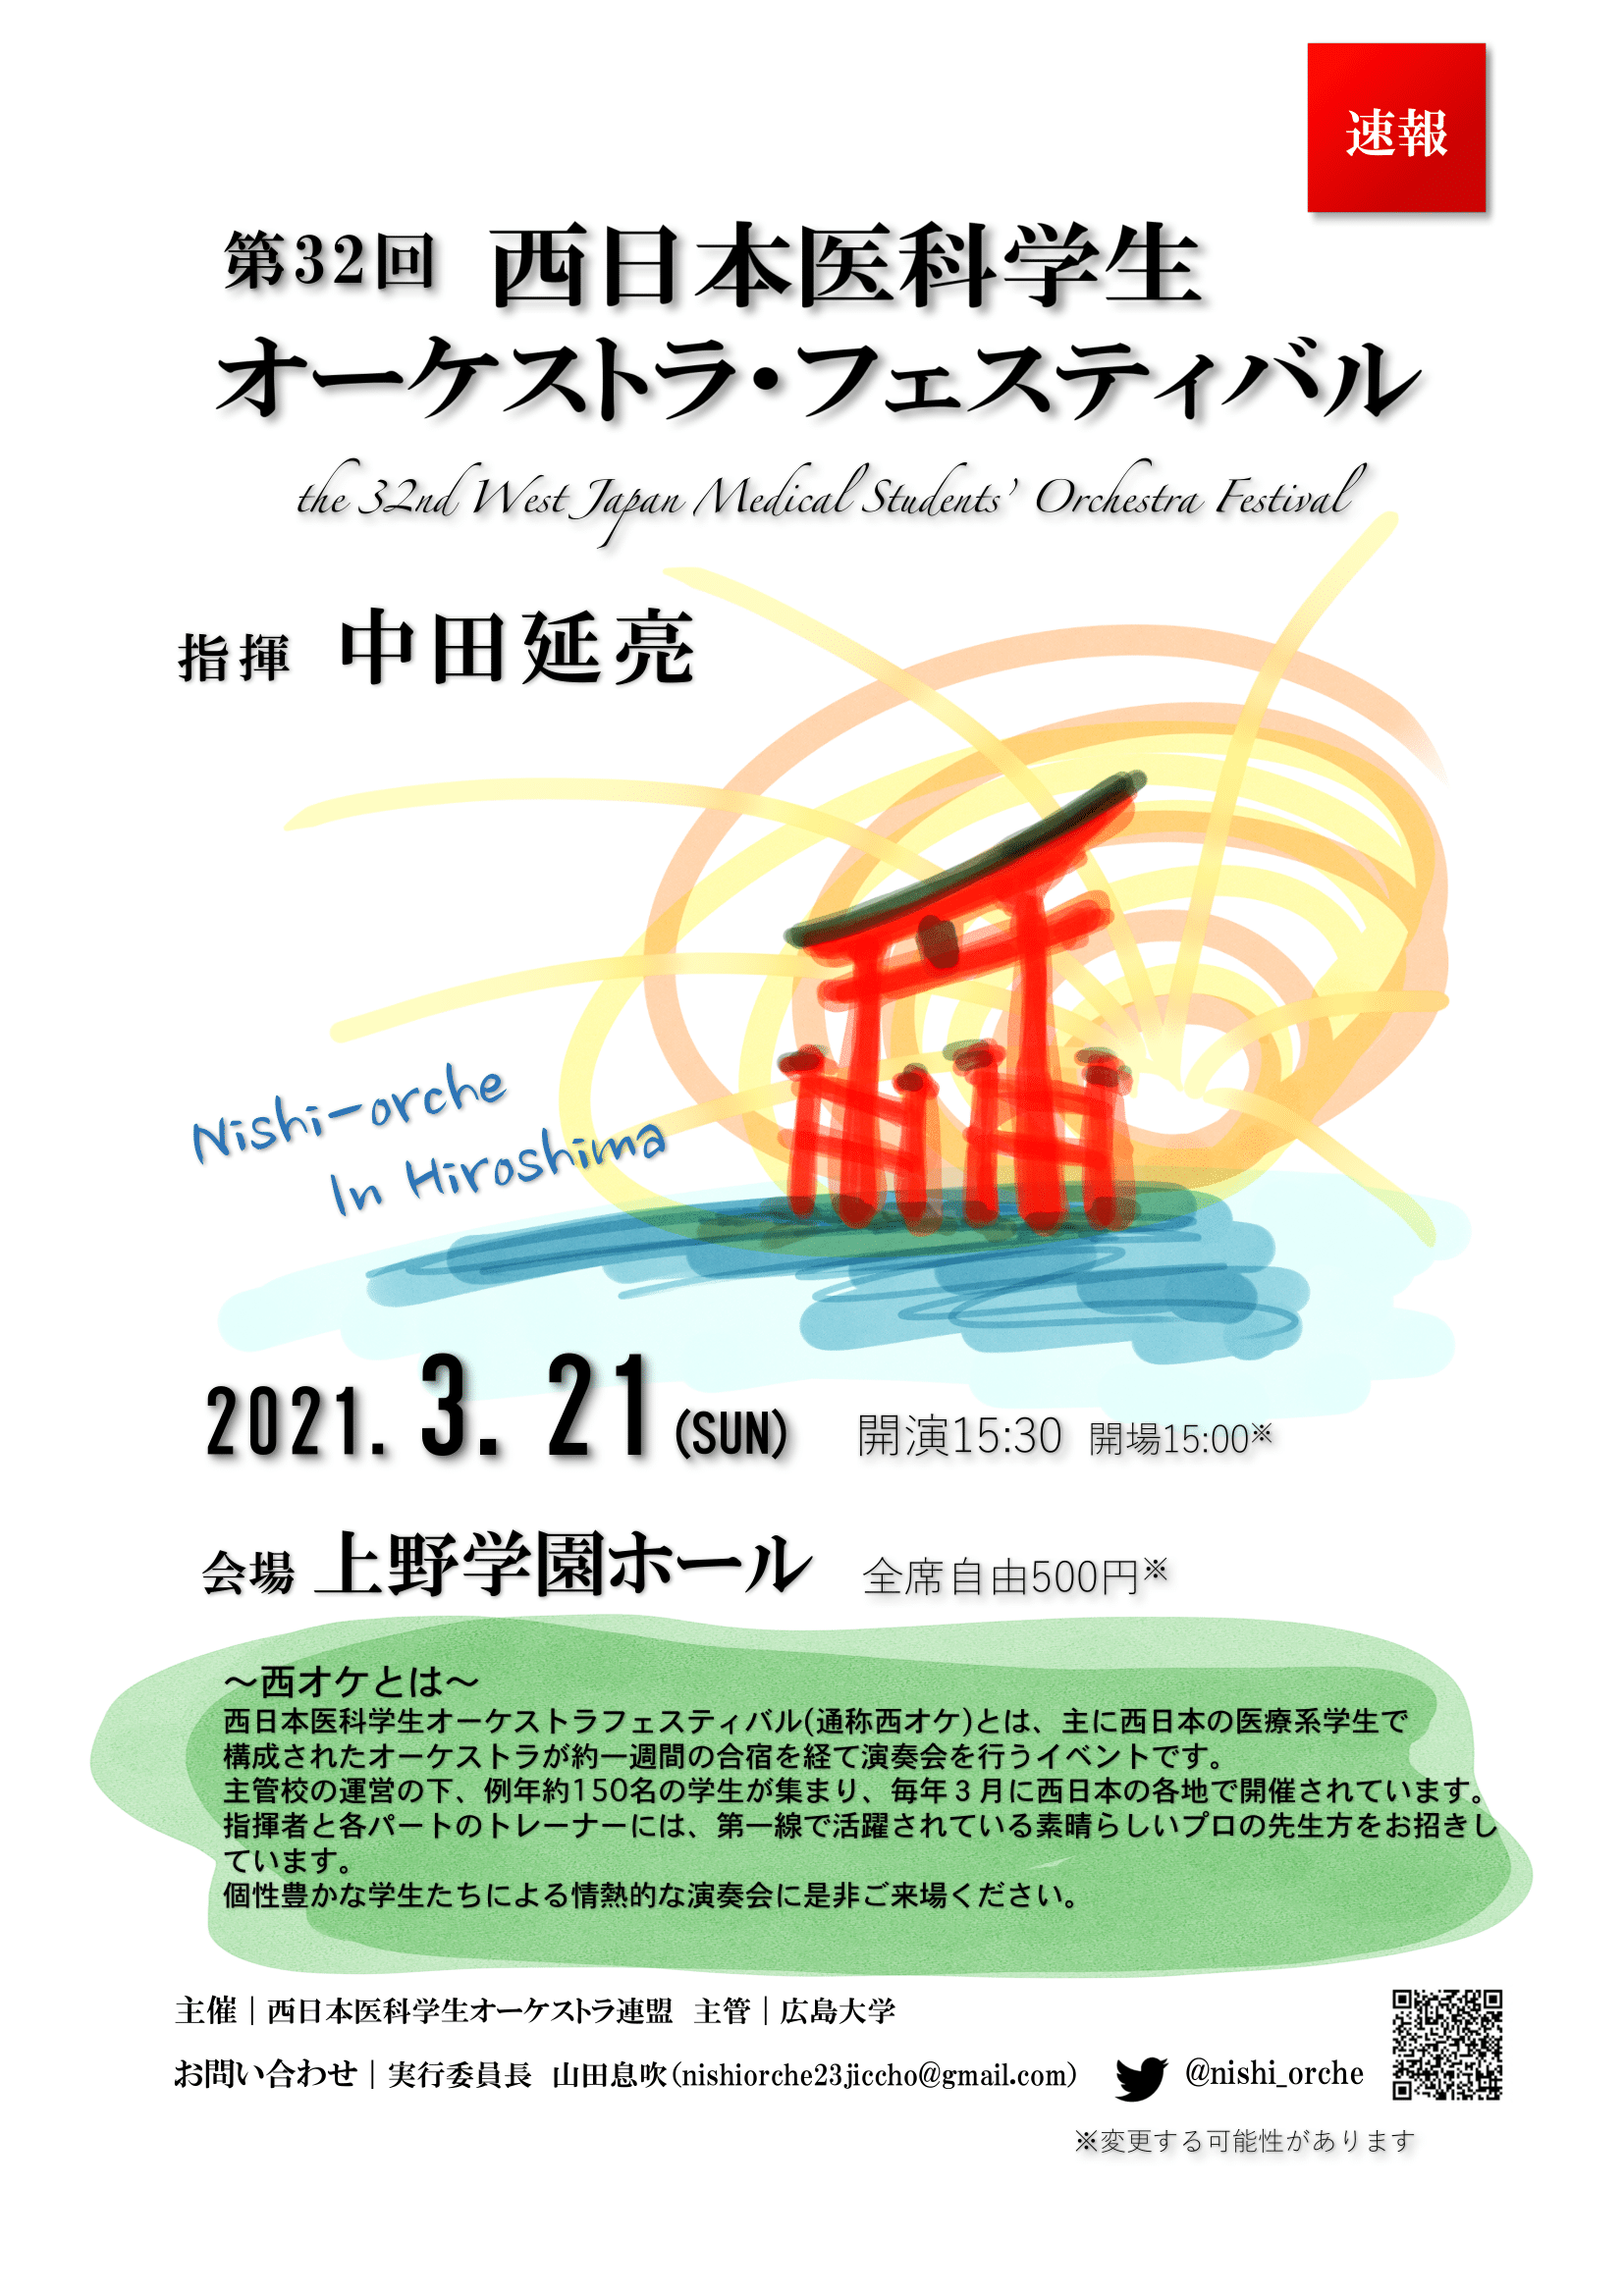 速報
第32回 西日本医科学生
オーケストラ・フェスティバル
the 32nd West Japan Medical Students' Orchestra Festival
指揮 中田延亮
Nishi-orche
In Hiroshima
2021. 3. 21 (SUN) 開演15:30 開場15:00※
会場 上野学園ホール 全席自由500円※
～西オケとは～
西日本医科学生オーケストラフェスティバル(通称西オケ)とは、主に西日本の医療系学生で
構成されたオーケストラが約一週間の合宿を経て演奏会を行うイベントです。
主管校の運営の下、例年約150名の学生が集まり、毎年３月に西日本の各地で開催されています。
指揮者と各パートのトレーナーには、第一線で活躍されている素晴らしいプロの先生方をお招きし
ています。
個性豊かな学生たちによる情熱的な演奏会に是非ご来場ください。
主催｜西日本医科学生オーケストラ連盟 主管｜広島大学
お問い合わせ｜実行委員長 山田息吹(nishiorche23jiccho@gmail.com) @nishi_orche
※変更する可能性があります